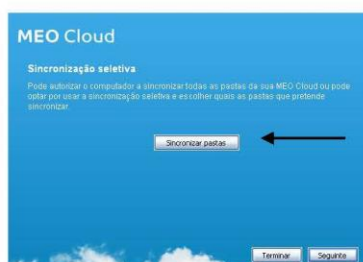 MEO Cloud
Sincronização seletiva
Pode autorizar o computador a sincronizar todas as pastas da sua MEO Cloud ou pode
optar por usar a sincronização seletiva e escolher quais as pastas que pretende
sincronizar.
Sincronizar pastas
Terminar Seguinte